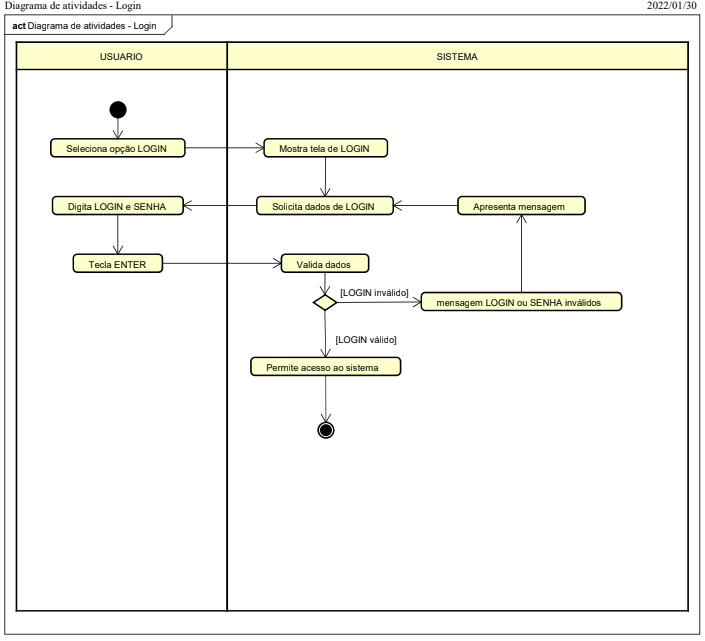 Diagrama de atividades - Login 2022/01/30
act Diagrama de atividades - Login
USUARIO SISTEMA
Seleciona opção LOGIN
Mostra tela de LOGIN
Digita LOGIN e SENHA
Solicita dados de LOGIN
Apresenta mensagem
Tecla ENTER
Valida dados
[LOGIN inválido]
mensagem LOGIN ou SENHA inválidos
[LOGIN válido]
Permite acesso ao sistema